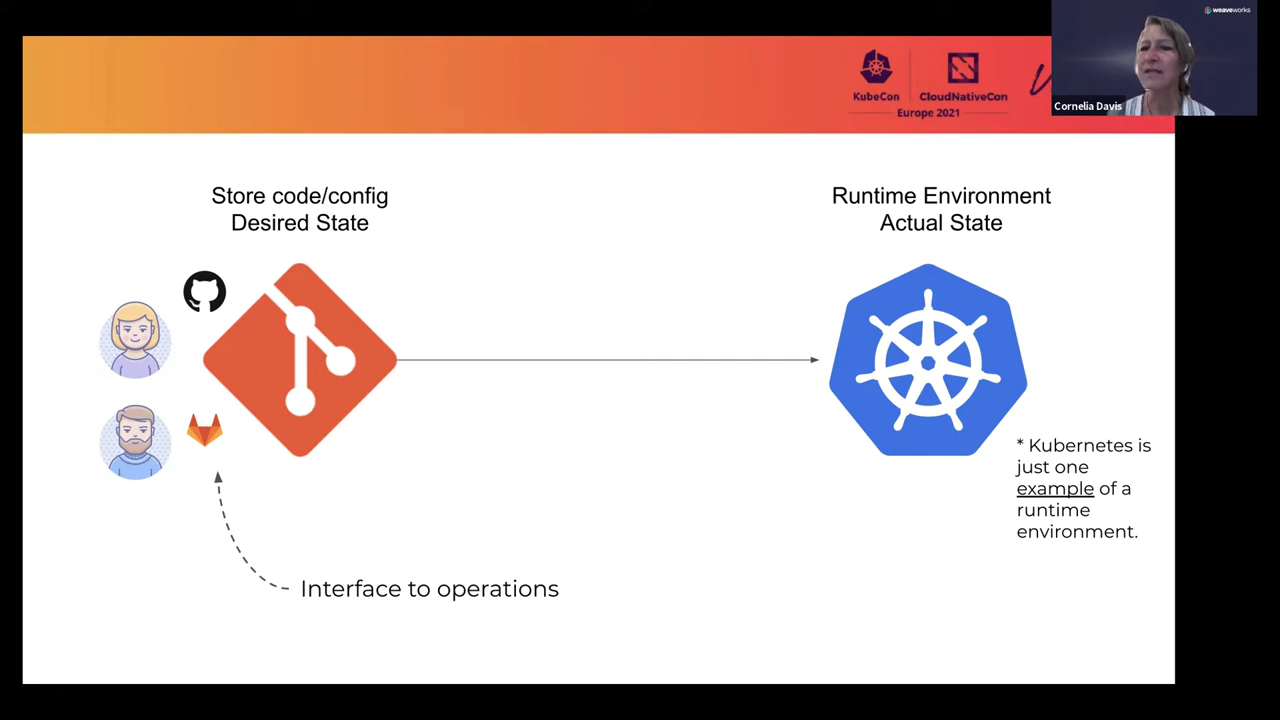 weaveworks
KubeCon
CloudNativeCon
Europe 2021
Cornelia Davis
Store code/config
Desired State
Runtime Environment
Actual State
* Kubernetes is
just one
example of a
runtime
environment.
Interface to operations